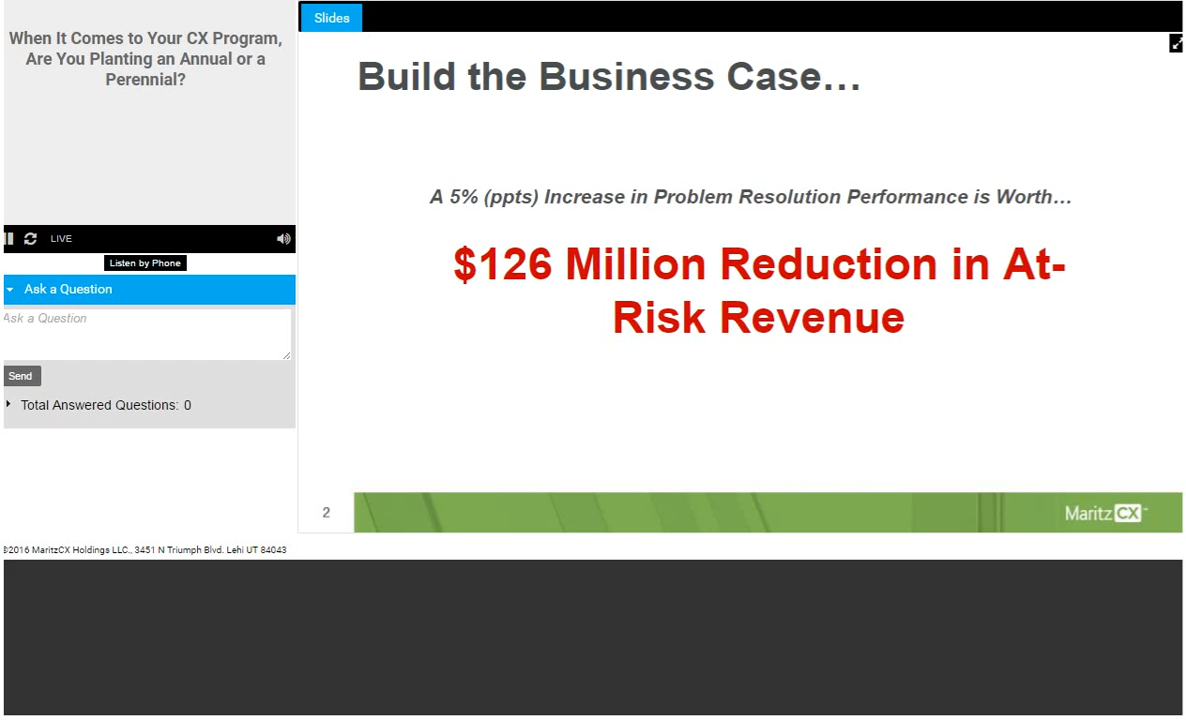 When It Comes to Your CX Program,
Are You Planting an Annual or a
Perennial?
LIVE
Listen by Phone
Ask a Question
Ask a Question
Send
Total Answered Questions: 0
Slides
Build the Business Case…
A 5% (ppts) Increase in Problem Resolution Performance is Worth…
$126 Million Reduction in At-
Risk Revenue
2
MaritzCX
©2016 MaritzCX Holdings LLC., 3451 N Triumph Blvd. Lehi UT 84043